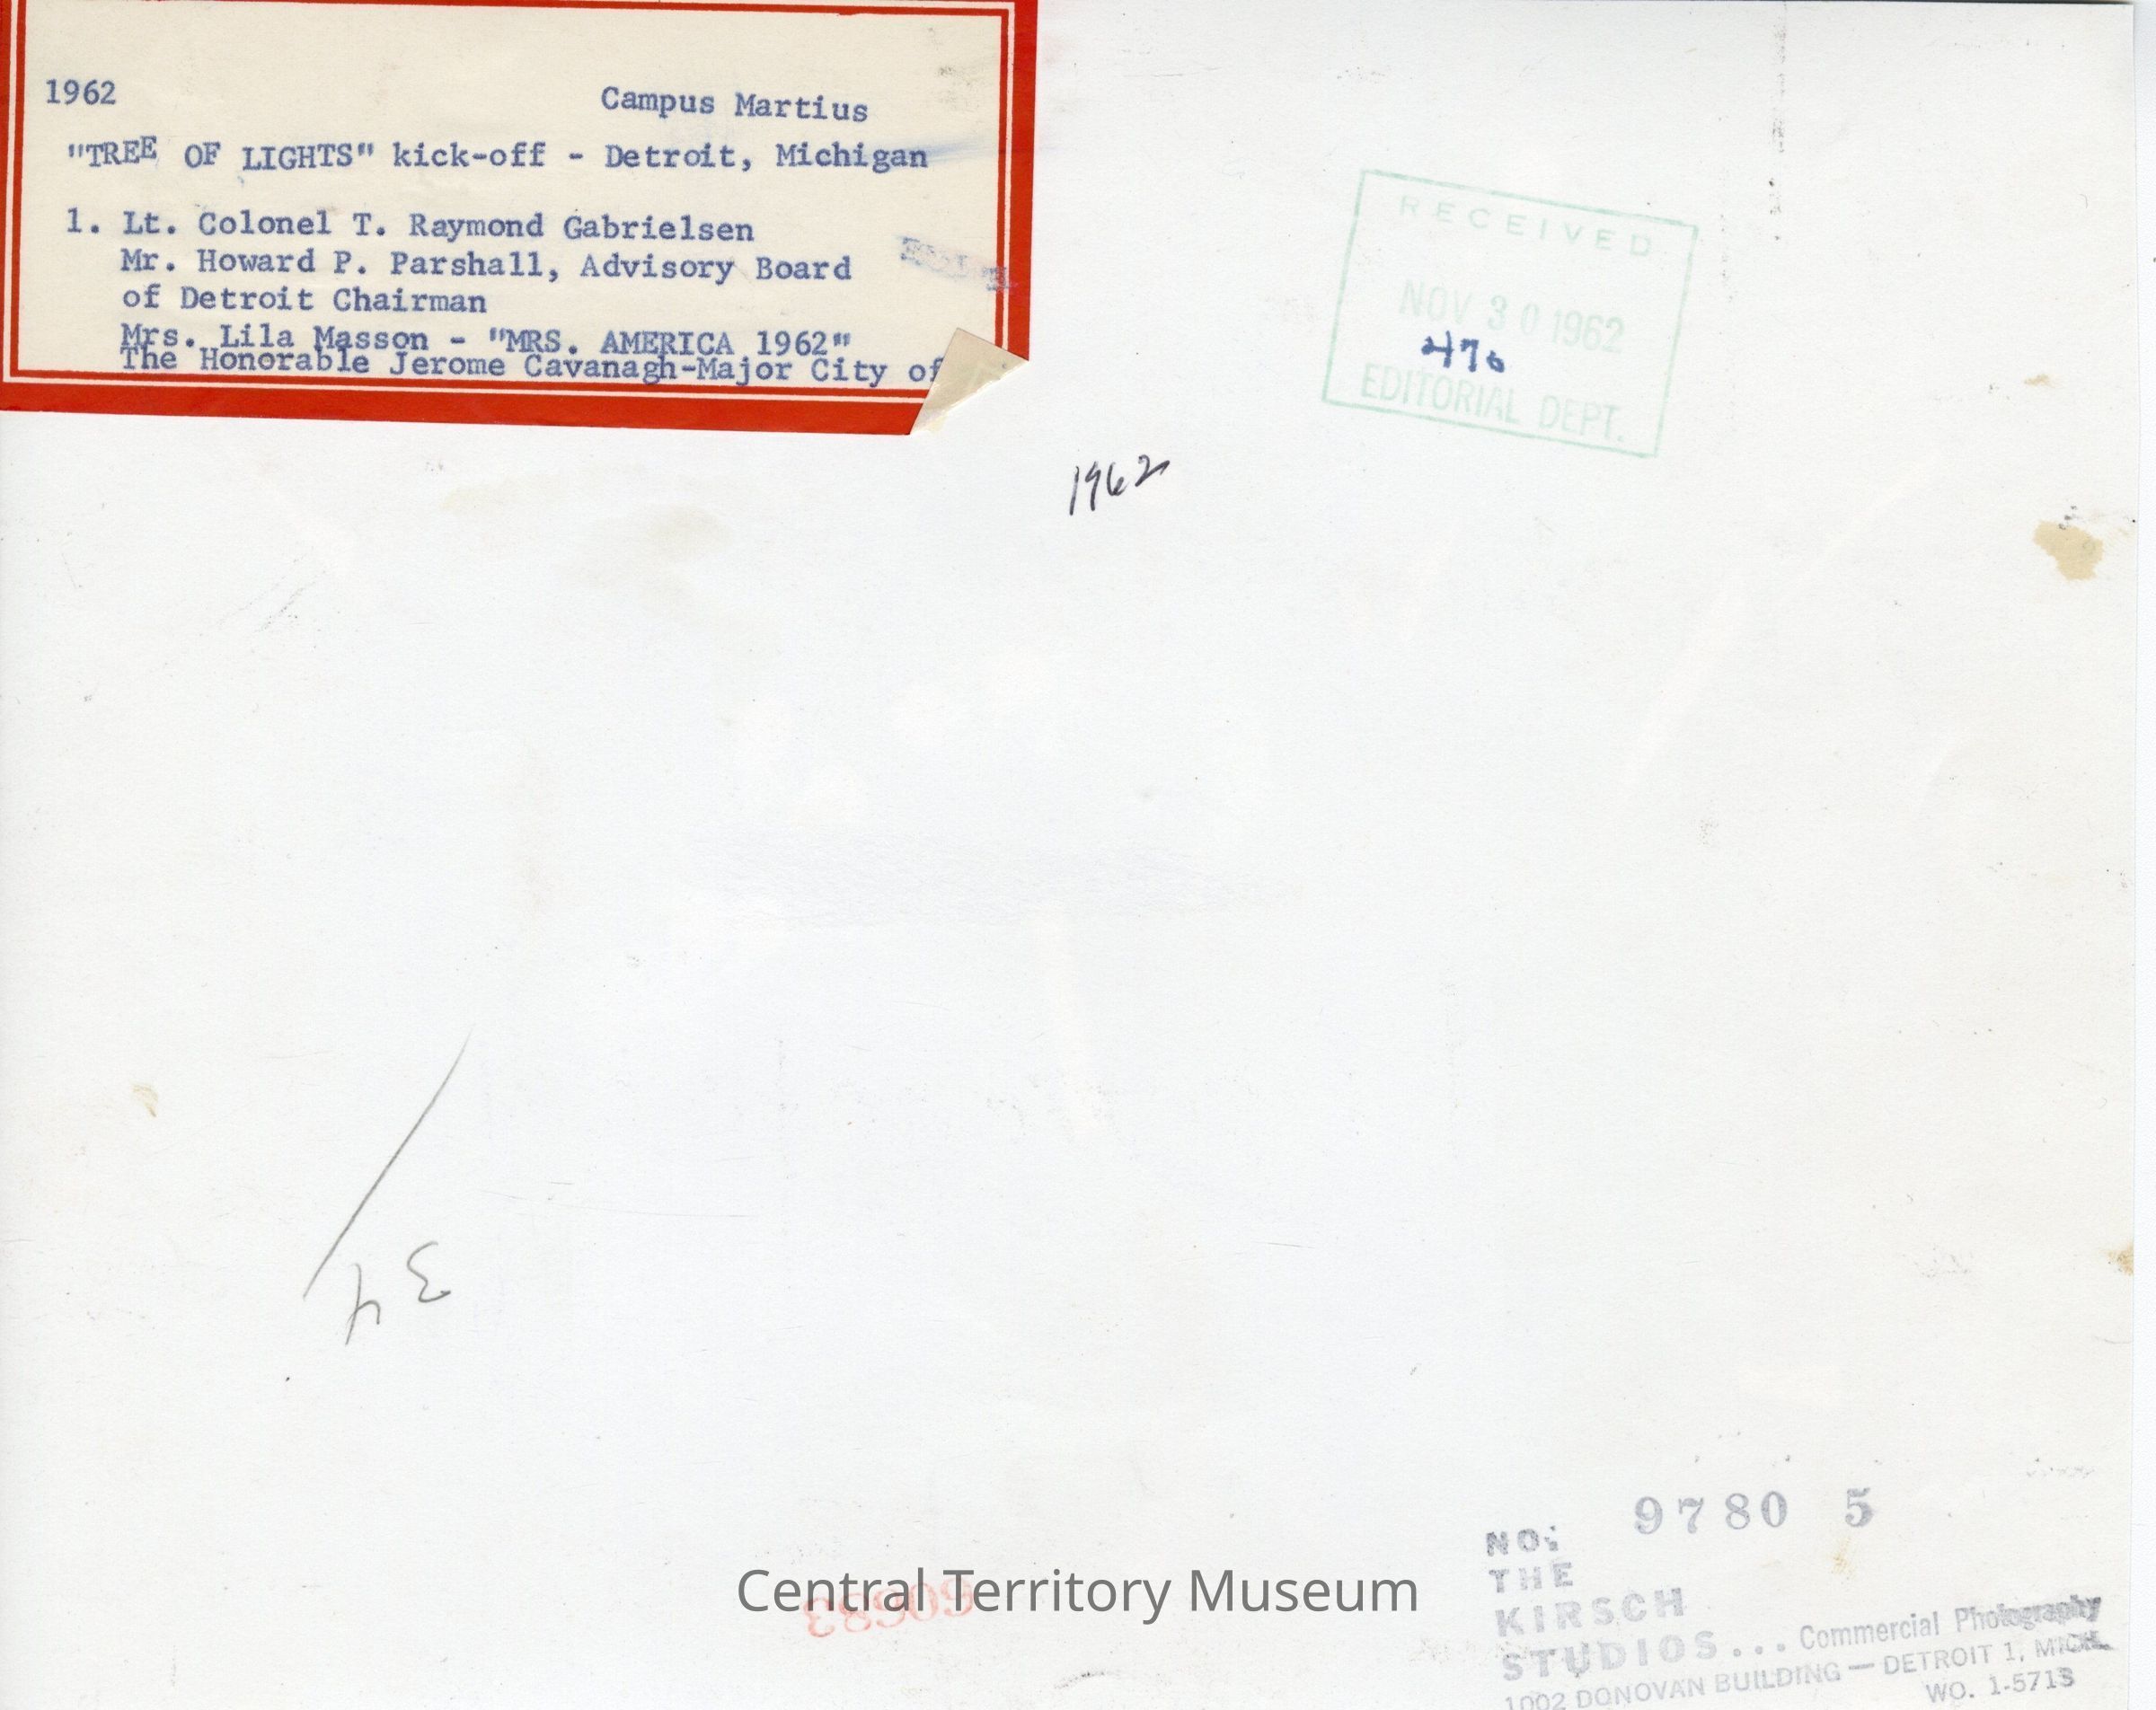 1962 Campus Martius
"TREE OF LIGHTS" kick-off - Detroit, Michigan
1. Lt. Colonel T. Raymond Gabrielsen
Mr. Howard P. Parshall, Advisory Board
of Detroit Chairman
Mrs. Lila Masson - "MRS. AMERICA 1962"
The Honorable Jerome Cavanagh-Major City of
RECEIVED
NOV 30 1962
EDITORIAL DEPT.
1962
9780 5
NO:
THE
KIRSCH
STUDIOS... Commercial Photography
1002 DONOVAN BUILDING — DETROIT 1, MICH.
WO. 1-5713
Central Territory Museum